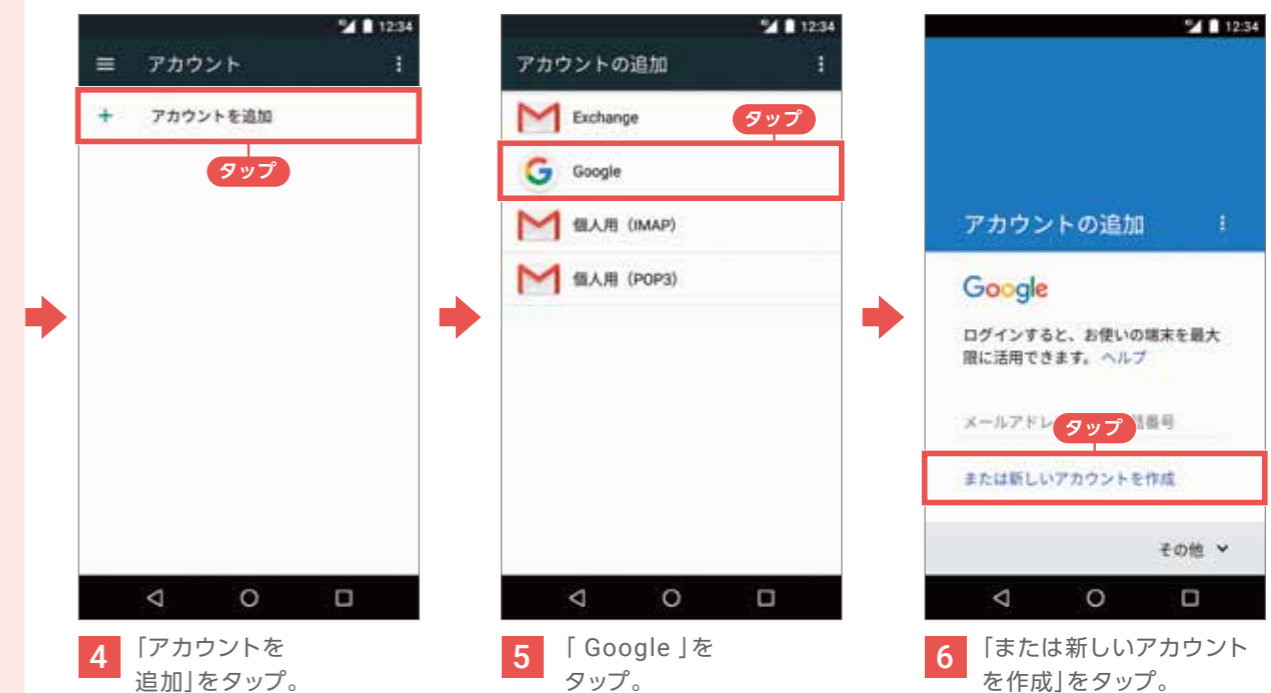 12:34
アカウント
アカウントを追加
タップ
4
「アカウントを
追加」をタップ。
12:34
アカウントの追加
Exchange
タップ
Google
個人用（IMAP）
個人用（POP3）
5
「 Google 」を
タップ。
12:34
アカウントの追加
Google
ログインすると、お使いの端末を最大
限に活用できます。 ヘルプ
メールアドレ
タップ
話番号
または新しいアカウントを作成
その他
6
「または新しいアカウント
を作成」をタップ。